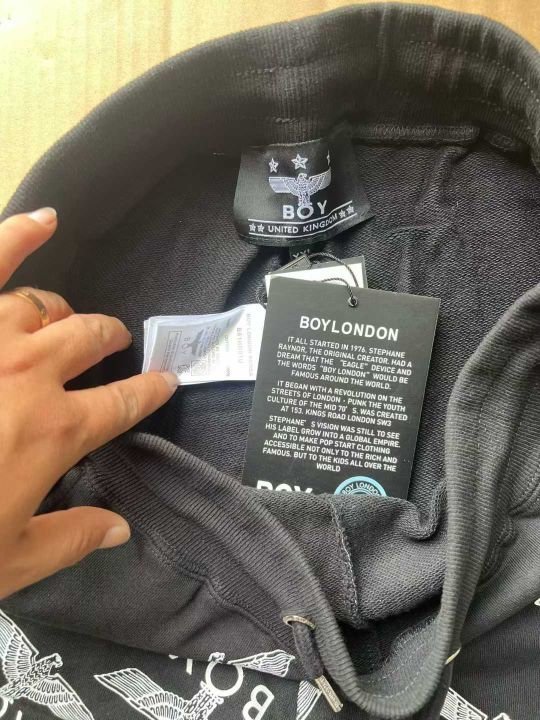 BOY
★★ UNITED KINGDOM ★★
BOYLONDON
IT ALL STARTED IN 1976. STEPHANE
RAYNOR, THE ORIGINAL CREATOR. HAD A
DREAM THAT THE "EAGLE" DEVICE AND
THE WORDS "BOY LONDON" WOULD BE
FAMOUS AROUND THE WORLD.
IT BEGAN WITH A REVOLUTION ON THE
STREETS OF LONDON - PUNK THE YOUTH
CULTURE OF THE MID 70' S. WAS CREATED
AT 153. KINGS ROAD LONDON SW3
STEPHANE' S VISION WAS STILL TO SEE
HIS LABEL GROW INTO A GLOBAL EMPIRE.
AND TO MAKE POP START CLOTHING
ACCESSIBLE NOT ONLY TO THE RICH AND
FAMOUS. BUT TO THE KIDS ALL OVER THE
WORLD
BOY
BOY LONDON
BOY
BOY
BOY